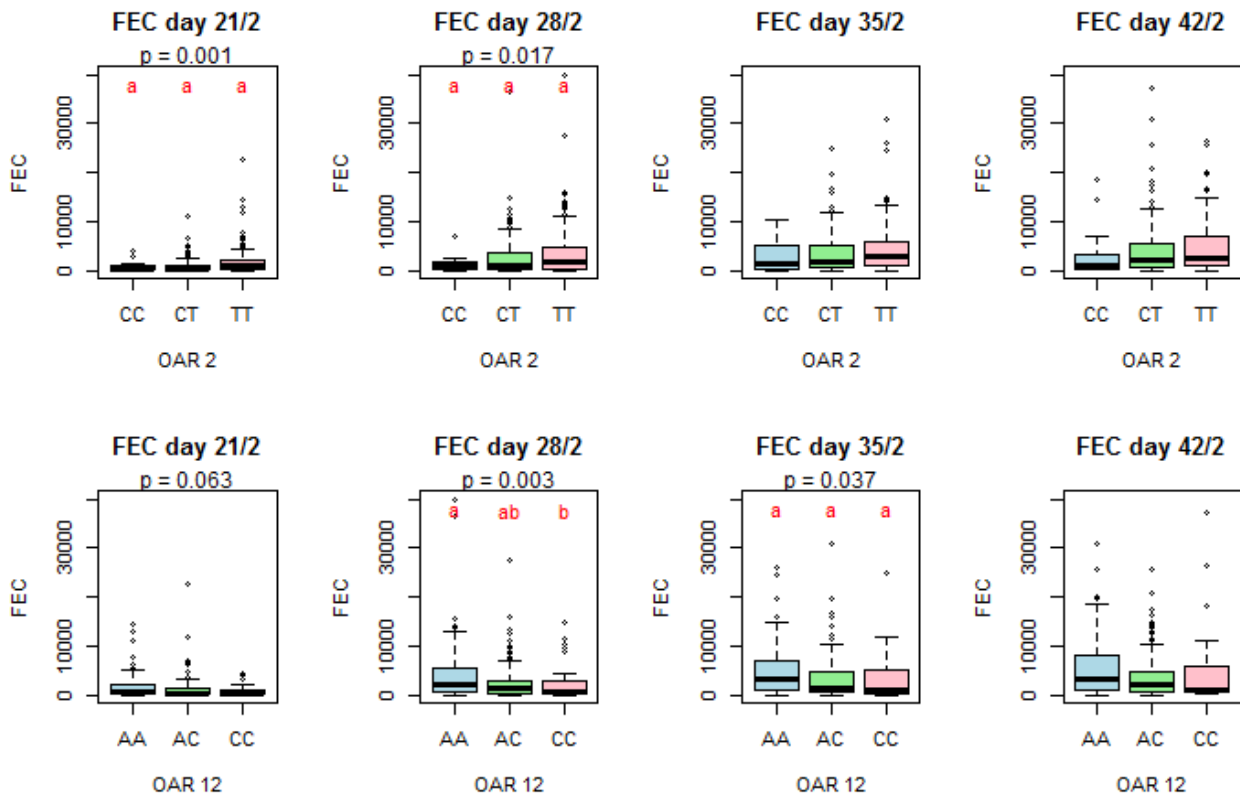 FEC day 21/2 FEC day 28/2 FEC day 35/2 FEC day 42/2
p = 0.001 p = 0.017
a a a a a a
30000 30000 30000 30000
FEC FEC FEC FEC
10000 10000 10000 10000
0 0 0 0
CC CT TT CC CT TT CC CT TT CC CT TT
OAR 2 OAR 2 OAR 2 OAR 2
FEC day 21/2 FEC day 28/2 FEC day 35/2 FEC day 42/2
p = 0.063 p = 0.003 p = 0.037
a ab b a a a
30000 30000 30000 30000
FEC FEC FEC FEC
10000 10000 10000 10000
0 0 0 0
AA AC CC AA AC CC AA AC CC AA AC CC
OAR 12 OAR 12 OAR 12 OAR 12